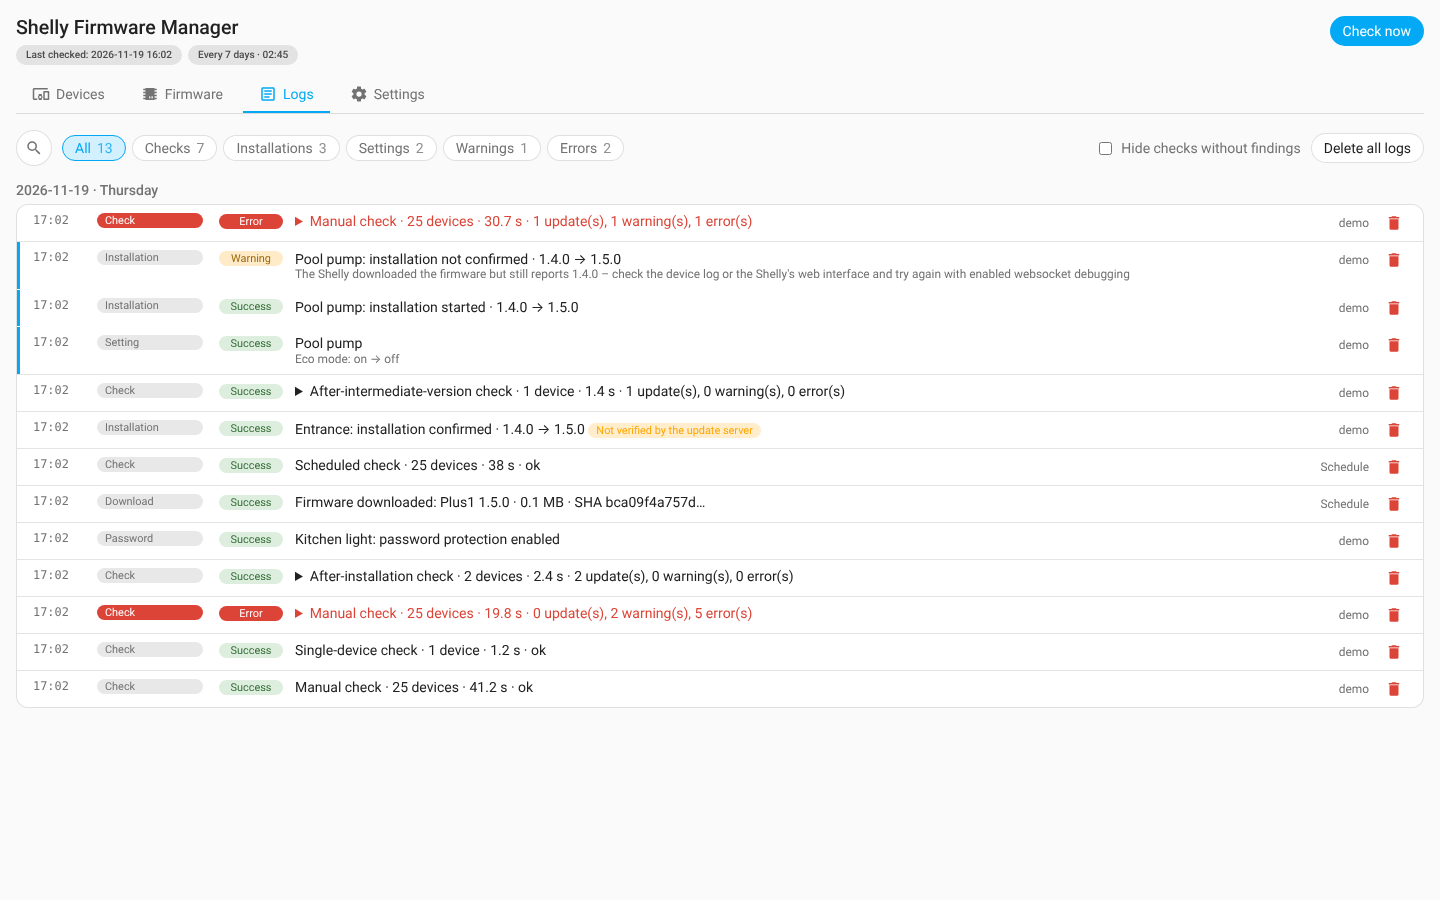 Shelly Firmware Manager
Check now
Last checked: 2026-11-19 16:02
Every 7 days · 02:45
Devices
Firmware
Logs
Settings
All 13
Checks 7
Installations 3
Settings 2
Warnings 1
Errors 2
Hide checks without findings
Delete all logs
2026-11-19 · Thursday
17:02 Check Error Manual check · 25 devices · 30.7 s · 1 update(s), 1 warning(s), 1 error(s) demo
17:02 Installation Warning Pool pump: installation not confirmed · 1.4.0 → 1.5.0 demo
The Shelly downloaded the firmware but still reports 1.4.0 – check the device log or the Shelly's web interface and try again with enabled websocket debugging
17:02 Installation Success Pool pump: installation started · 1.4.0 → 1.5.0 demo
17:02 Setting Success Pool pump demo
Eco mode: on → off
17:02 Check Success After-intermediate-version check · 1 device · 1.4 s · 1 update(s), 0 warning(s), 0 error(s) demo
17:02 Installation Success Entrance: installation confirmed · 1.4.0 → 1.5.0 Not verified by the update server demo
17:02 Check Success Scheduled check · 25 devices · 38 s · ok Schedule
17:02 Download Success Firmware downloaded: Plus1 1.5.0 · 0.1 MB · SHA bca09f4a757d… Schedule
17:02 Password Success Kitchen light: password protection enabled demo
17:02 Check Success After-installation check · 2 devices · 2.4 s · 2 update(s), 0 warning(s), 0 error(s)
17:02 Check Error Manual check · 25 devices · 19.8 s · 0 update(s), 2 warning(s), 5 error(s) demo
17:02 Check Success Single-device check · 1 device · 1.2 s · ok demo
17:02 Check Success Manual check · 25 devices · 41.2 s · ok demo